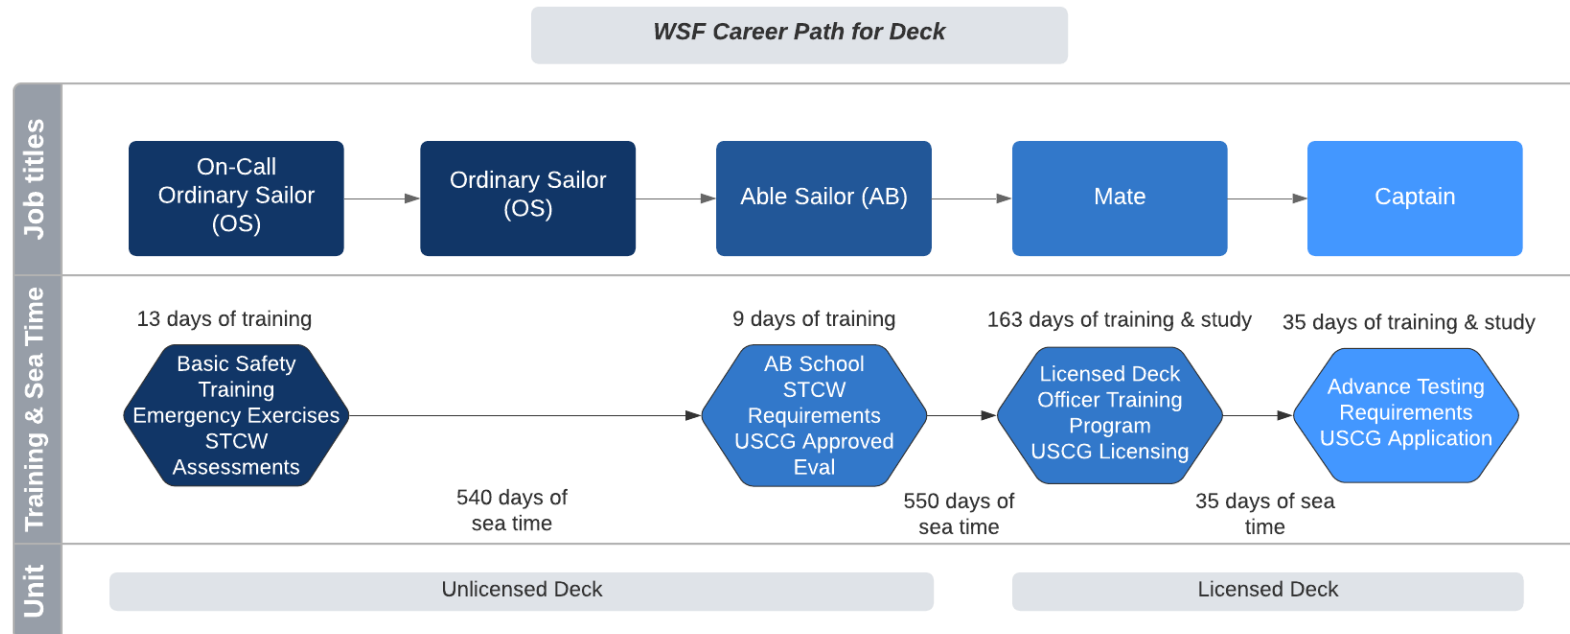 WSF Career Path for Deck
Job titles
On-Call
Ordinary Sailor
(OS)
Ordinary Sailor
(OS)
Able Sailor (AB)
Mate
Captain
Training & Sea Time
13 days of training
9 days of training
163 days of training & study
35 days of training & study
Basic Safety
Training
Emergency Exercises
STCW
Assessments
AB School
STCW
Requirements
USCG Approved
Eval
Licensed Deck
Officer Training
Program
USCG Licensing
Advance Testing
Requirements
USCG Application
540 days of
sea time
550 days of
sea time
35 days of sea
time
Unit
Unlicensed Deck
Licensed Deck